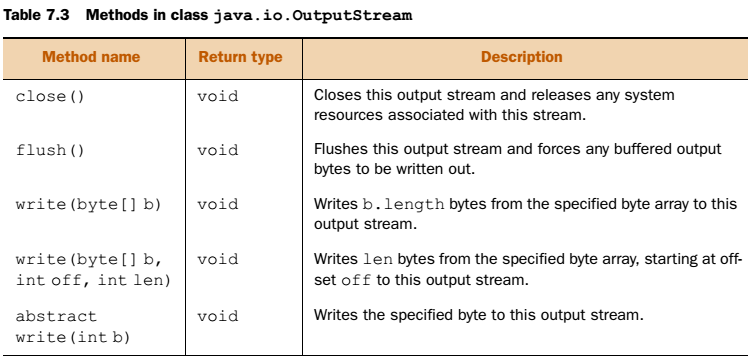 Table 7.3 Methods in class java.io.OutputStream
Method name Return type Description
close() void Closes this output stream and releases any system
resources associated with this stream.
flush() void Flushes this output stream and forces any buffered output
bytes to be written out.
write(byte[] b) void Writes b.length bytes from the specified byte array to this
output stream.
write(byte[] b, void Writes len bytes from the specified byte array, starting at off-
int off, int len) set off to this output stream.
abstract void Writes the specified byte to this output stream.
write(int b)